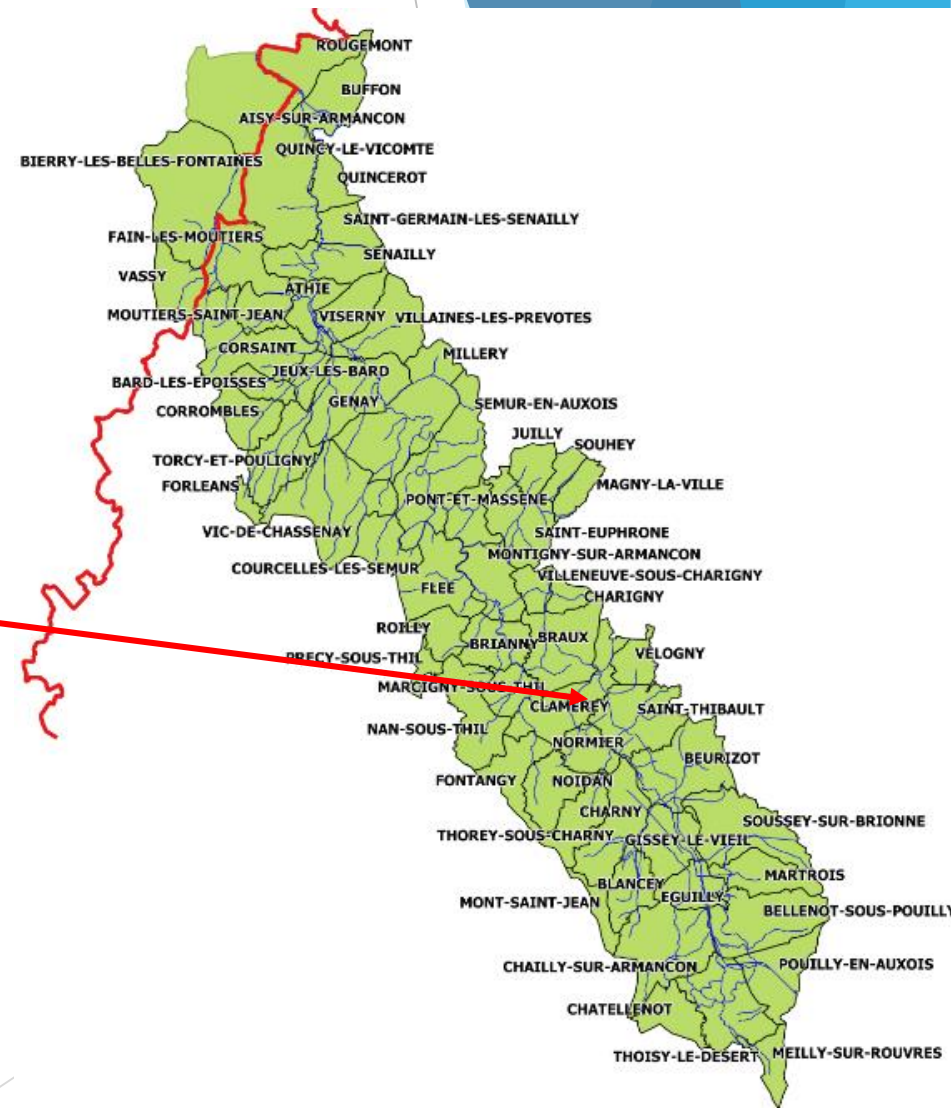 ROUGEMONT
BUFFON
AISY-SUR-ARMANCON
QUINCY-LE-VICOMTE
BIERRY-LES-BELLES-FONTAINES
QUINCEROT
SAINT-GERMAIN-LES-SENAILLY
FAIN-LES-MOUTIERS
SENAILLY
VASSY
ATHIE
MOUTIERS-SAINT-JEAN
VISERNY
VILLAINES-LES-PREVOTES
CORSAINT
MILLERY
JEUX-LES-BARD
BARD-LES-EPOISSES
GENAY
SEMUR-EN-AUXOIS
CORROMBLES
JUILLY
SOUHEY
TORCY-ET-POULIGNY
FORLEANS
MAGNY-LA-VILLE
PONT-ET-MASSENE
VIC-DE-CHASSENAY
SAINT-EUPHRONE
MONTIGNY-SUR-ARMANCON
COURCELLES-LES-SEMUR
VILLENEUVE-SOUS-CHARIGNY
FLEE
CHARIGNY
ROILLY
BRIANNY
BRAUX
VELOGNY
PRECY-SOUS-THIL
MARCIGNY-SOUS-THIL
CLAMEREY
SAINT-THIBAULT
NAN-SOUS-THIL
NORMIER
BEURIZOT
FONTANGY
NOIDAN
CHARNY
SOUSSEY-SUR-BRIONNE
THOREY-SOUS-CHARNY
GISSEY-LE-VIEIL
MARTROIS
BLANCEY
EGUILLY
MONT-SAINT-JEAN
BELLENOT-SOUS-POUILLY
CHAILLY-SUR-ARMANCON
POUILLY-EN-AUXOIS
CHATELLENOT
THOISY-LE-DESERT
MEILLY-SUR-ROUVRES